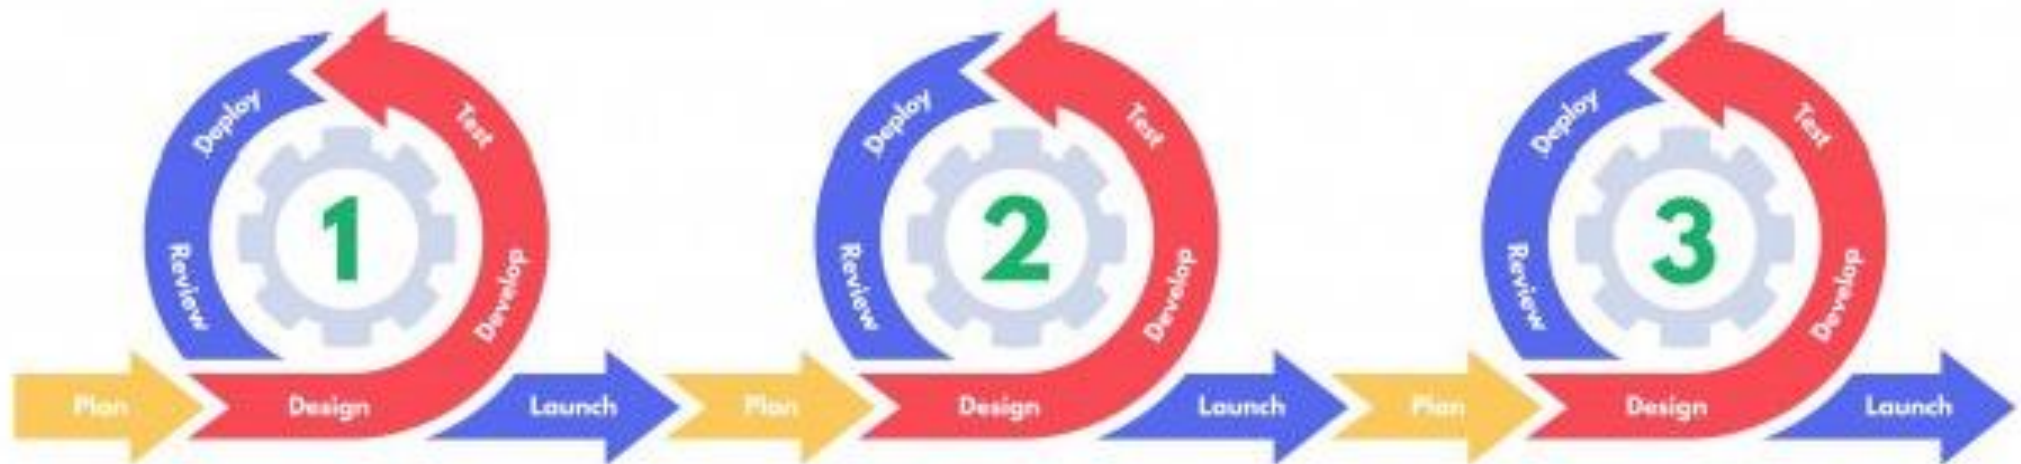 Plan
Design
Develop
Test
Deploy
Review
Launch
1
Plan
Design
Develop
Test
Deploy
Review
Launch
2
Plan
Design
Develop
Test
Deploy
Review
Launch
3